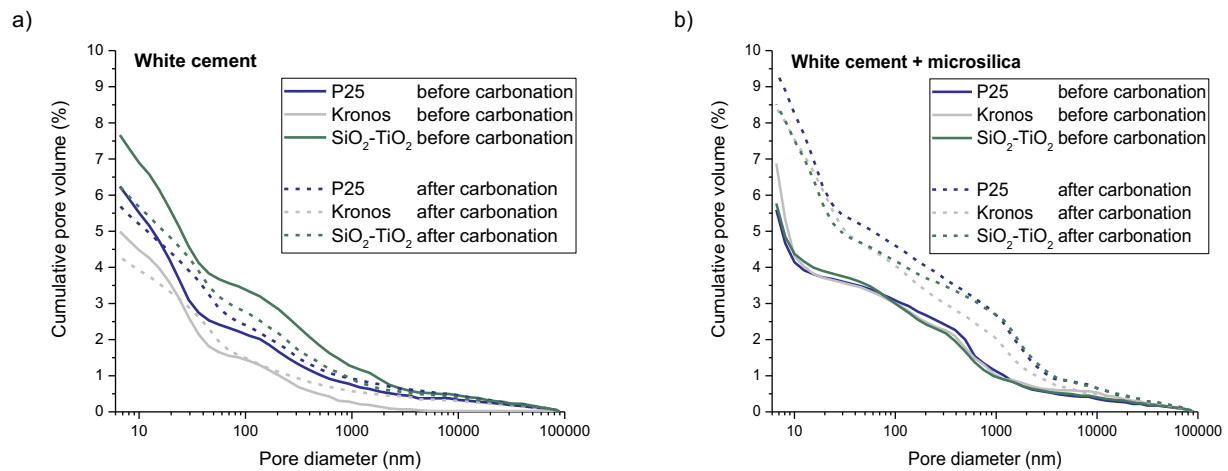 a)
White cement
P25 before carbonation
Kronos before carbonation
SiO2-TiO2 before carbonation
P25 after carbonation
Kronos after carbonation
SiO2-TiO2 after carbonation
Cumulative pore volume (%)
10
9
8
7
6
5
4
3
2
1
0
10 100 1000 10000 100000
Pore diameter (nm)
b)
White cement + microsilica
P25 before carbonation
Kronos before carbonation
SiO2-TiO2 before carbonation
P25 after carbonation
Kronos after carbonation
SiO2-TiO2 after carbonation
Cumulative pore volume (%)
10
9
8
7
6
5
4
3
2
1
0
10 100 1000 10000 100000
Pore diameter (nm)